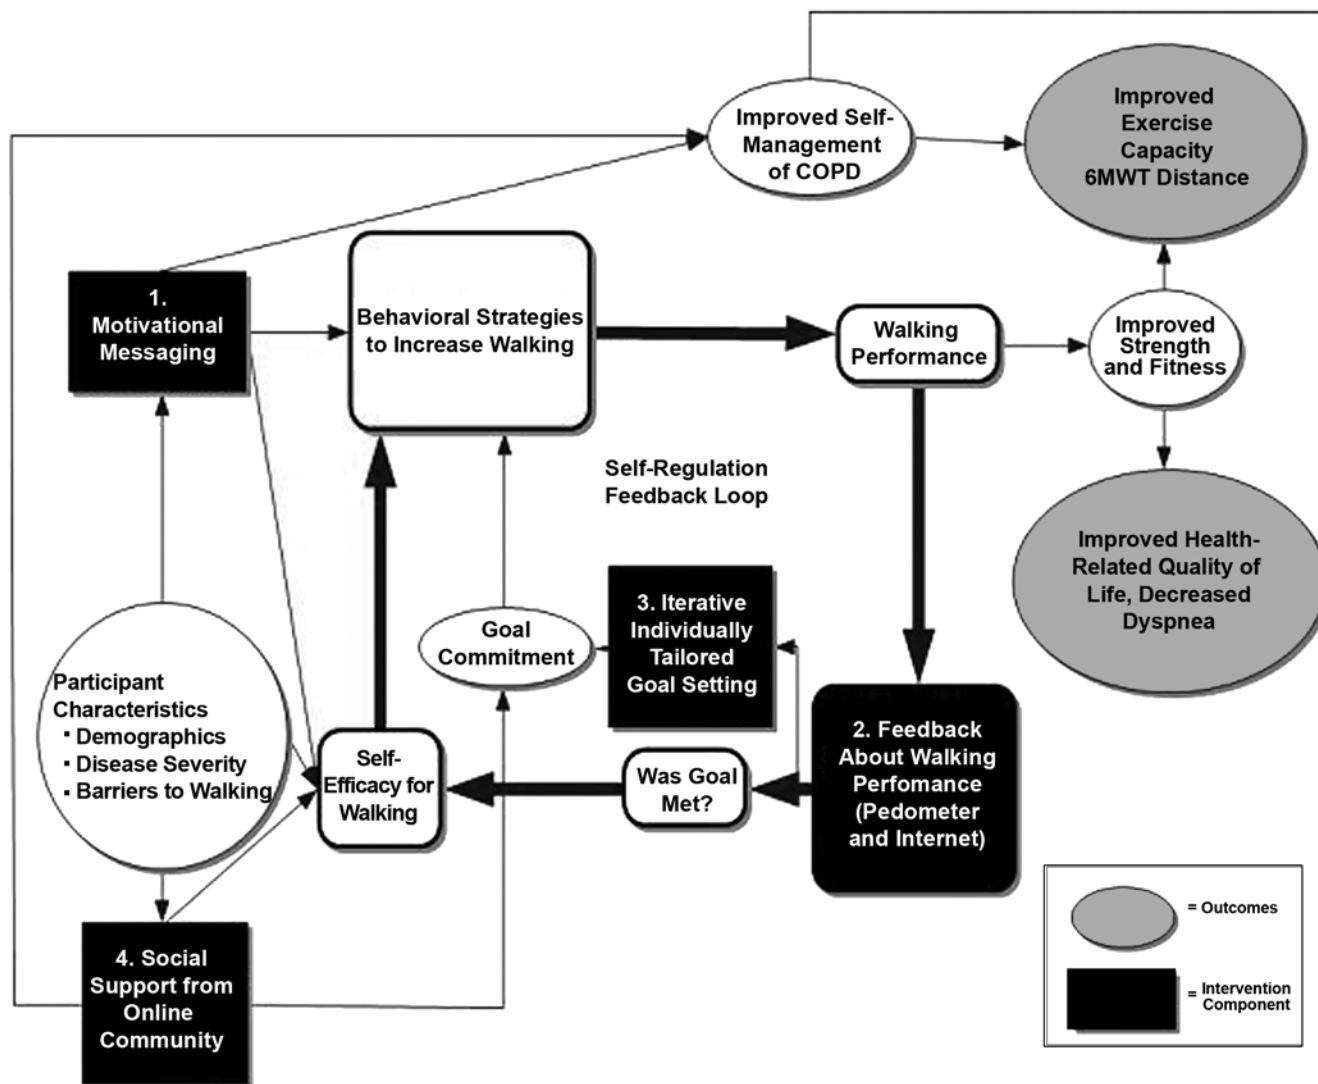 Improved Self-
Management
of COPD
Improved
Exercise
Capacity
6MWT Distance
1.
Motivational
Messaging
Behavioral Strategies
to Increase Walking
Walking
Performance
Improved
Strength
and Fitness
Self-Regulation
Feedback Loop
Improved Health-
Related Quality of
Life, Decreased
Dyspnea
3. Iterative
Individually
Tailored
Goal Setting
Goal
Commitment
Participant
Characteristics
▪ Demographics
▪ Disease Severity
▪ Barriers to Walking
Self-
Efficacy for
Walking
Was Goal
Met?
2. Feedback
About Walking
Perfomance
(Pedometer
and Internet)
4. Social
Support from
Online
Community
= Outcomes
= Intervention
Component